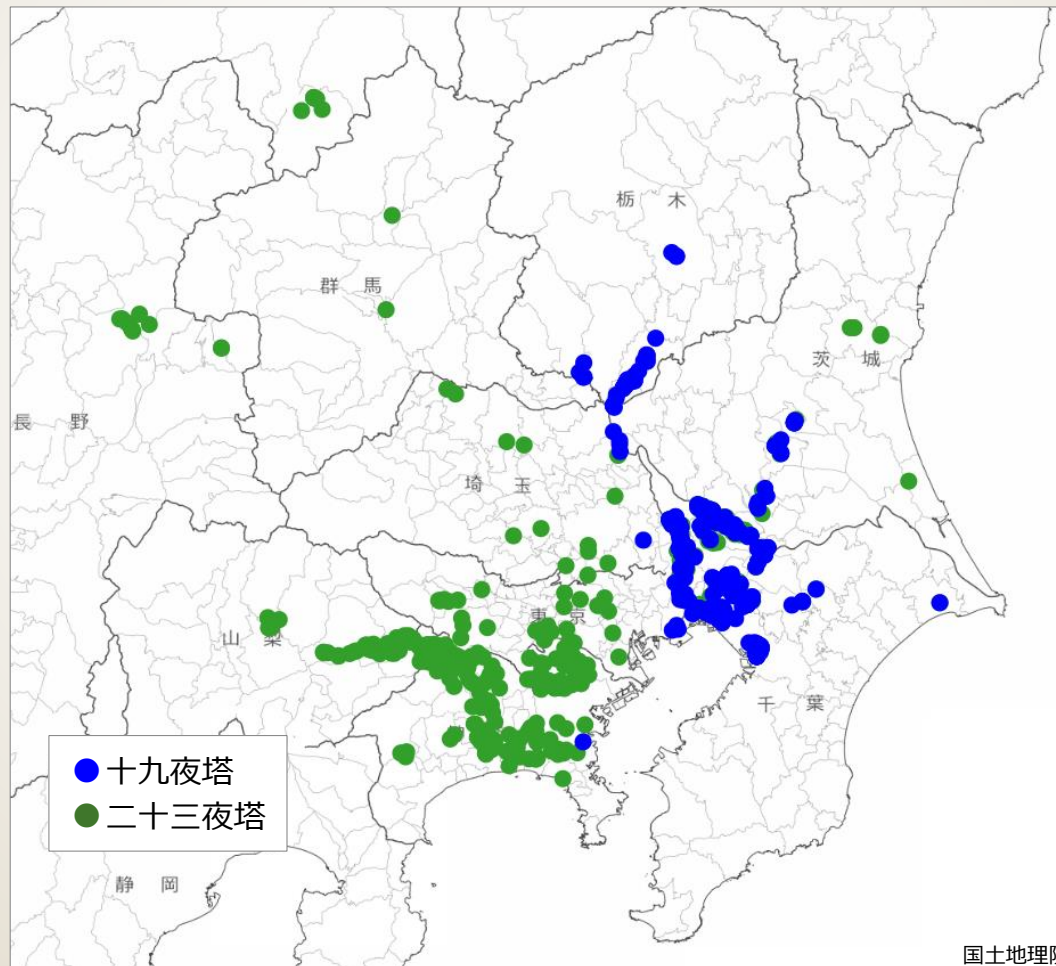 栃 木
群 馬
茨 城
長 野
埼 玉
東 京
山 梨
千 葉
十九夜塔
二十三夜塔
静 岡
国土地理